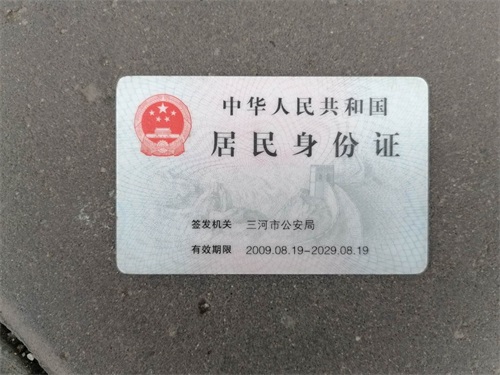 中华人民共和国
居民身份证
签发机关 三河市公安局
有效期限 2009.08.19-2029.08.19